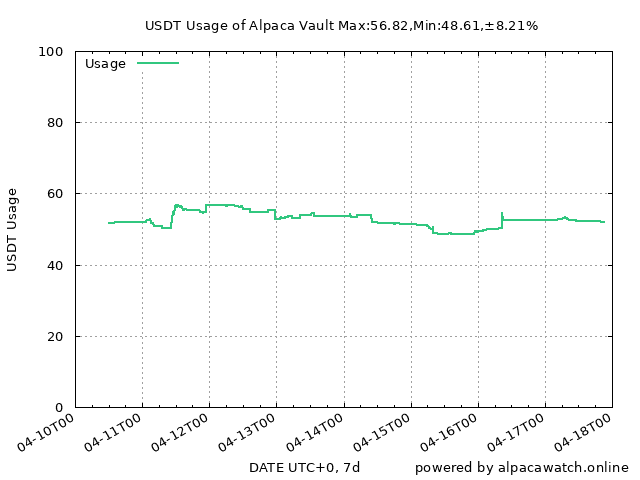 USDT Usage of Alpaca Vault Max:56.82,Min:48.61,±8.21%
Usage
100
80
60
40
20
0
USDT Usage
04-10T00
04-11T00
04-12T00
04-13T00
04-14T00
04-15T00
04-16T00
04-17T00
04-18T00
DATE UTC+0, 7d
powered by alpacawatch.online